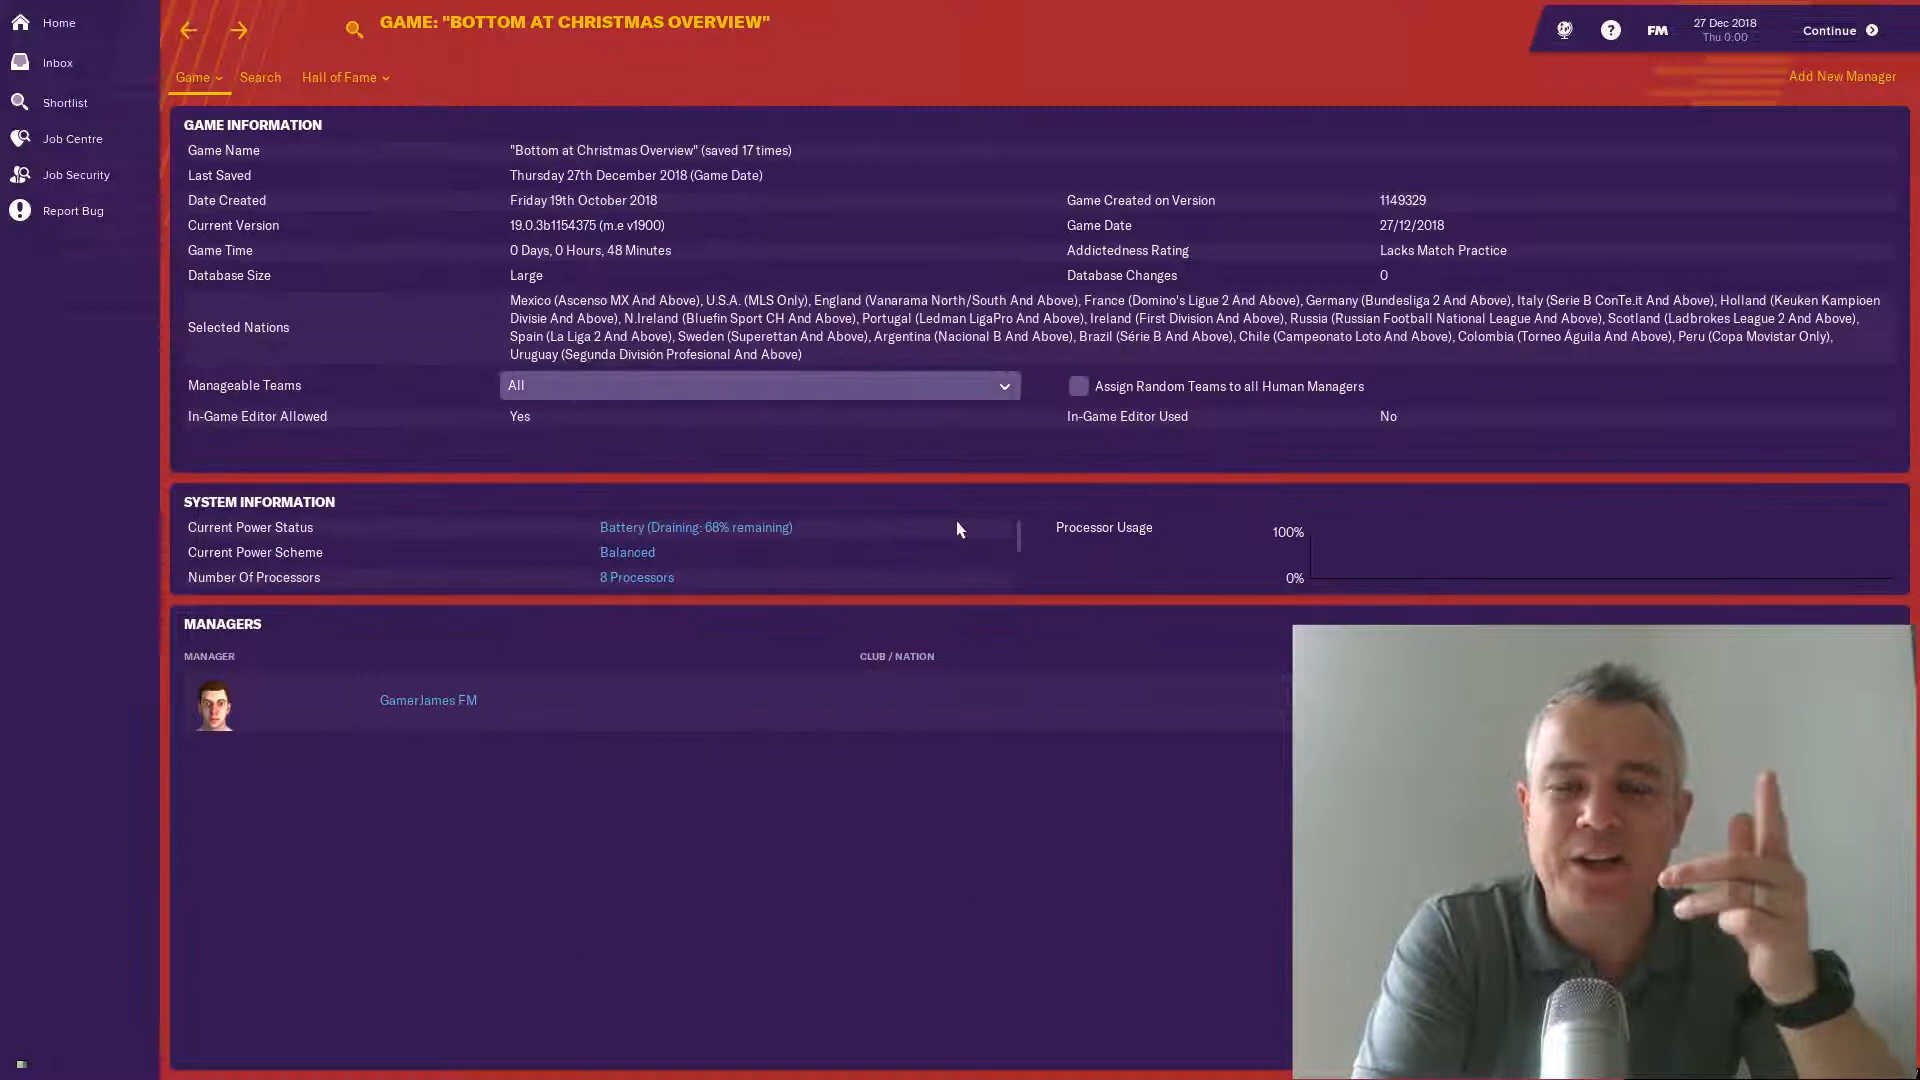 Home
Inbox
Shortlist
Job Centre
Job Security
Report Bug
GAME: "BOTTOM AT CHRISTMAS OVERVIEW"
FM
27 Dec 2018
Thu 0:00
Continue
Game
Search
Hall of Fame
Add New Manager
GAME INFORMATION
Game Name "Bottom at Christmas Overview" (saved 17 times)
Last Saved Thursday 27th December 2018 (Game Date)
Date Created Friday 19th October 2018 Game Created on Version 1149329
Current Version 19.0.3b1154375 (m.e v1900) Game Date 27/12/2018
Game Time 0 Days, 0 Hours, 48 Minutes Addictedness Rating Lacks Match Practice
Database Size Large Database Changes 0
Selected Nations
Mexico (Ascenso MX And Above), U.S.A. (MLS Only), England (Vanarama North/South And Above), France (Domino's Ligue 2 And Above), Germany (Bundesliga 2 And Above), Italy (Serie B ConTe.it And Above), Holland (Keuken Kampioen
Divisie And Above), N.Ireland (Bluefin Sport CH And Above), Portugal (Ledman LigaPro And Above), Ireland (First Division And Above), Russia (Russian Football National League And Above), Scotland (Ladbrokes League 2 And Above),
Spain (La Liga 2 And Above), Sweden (Superettan And Above), Argentina (Nacional B And Above), Brazil (Série B And Above), Chile (Campeonato Loto And Above), Colombia (Torneo Águila And Above), Peru (Copa Movistar Only),
Uruguay (Segunda División Profesional And Above)
Manageable Teams All Assign Random Teams to all Human Managers
In-Game Editor Allowed Yes In-Game Editor Used No
SYSTEM INFORMATION
Current Power Status Battery (Draining: 68% remaining) Processor Usage 100%
Current Power Scheme Balanced
Number Of Processors 8 Processors 0%
MANAGERS
MANAGER CLUB / NATION
GamerJames FM